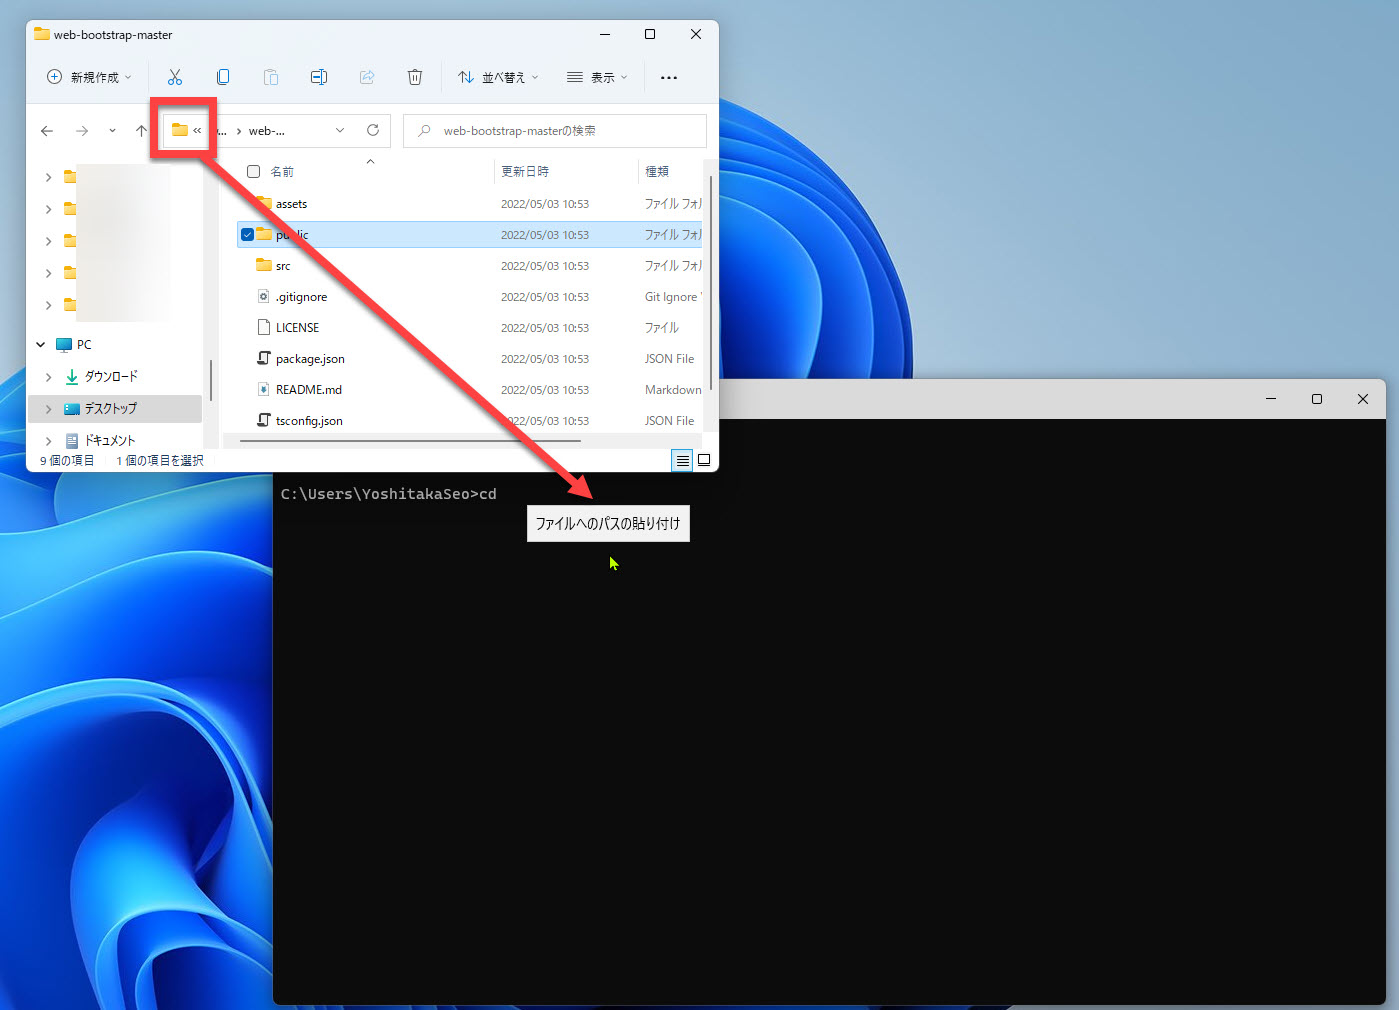 web-bootstrap-master
新規作成
並べ替え
表示
« ... › web-...
web-bootstrap-masterの検索
名前 更新日時 種類
assets 2022/05/03 10:53 ファイル フォル
public 2022/05/03 10:53 ファイル フォル
src 2022/05/03 10:53 ファイル フォル
.gitignore 2022/05/03 10:53 Git Ignore
LICENSE 2022/05/03 10:53 ファイル
package.json 2022/05/03 10:53 JSON File
README.md 2022/05/03 10:53 Markdown
tsconfig.json 2022/05/03 10:53 JSON File
PC
ダウンロード
デスクトップ
ドキュメント
9 個の項目 1 個の項目を選択
C:\Users\YoshitakaSeo>cd
ファイルへのパスの貼り付け